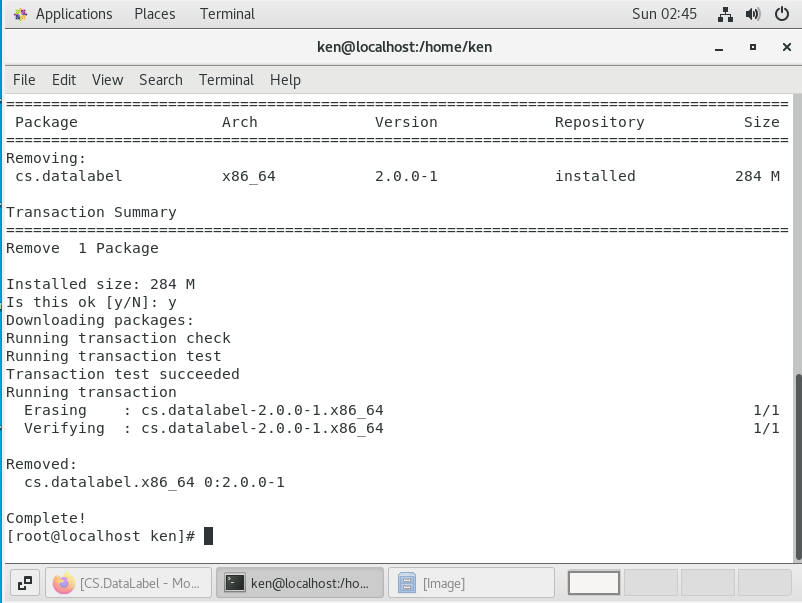 Applications Places Terminal Sun 02:45
ken@localhost:/home/ken
File Edit View Search Terminal Help
=======================================================================================
Package Arch Version Repository Size
=======================================================================================
Removing:
cs.datalabel x86_64 2.0.0-1 installed 284 M
Transaction Summary
=======================================================================================
Remove 1 Package
Installed size: 284 M
Is this ok [y/N]: y
Downloading packages:
Running transaction check
Running transaction test
Transaction test succeeded
Running transaction
Erasing : cs.datalabel-2.0.0-1.x86_64 1/1
Verifying : cs.datalabel-2.0.0-1.x86_64 1/1
Removed:
cs.datalabel.x86_64 0:2.0.0-1
Complete!
[root@localhost ken]#
[CS.DataLabel - Mo... ken@localhost:/ho... [Image]